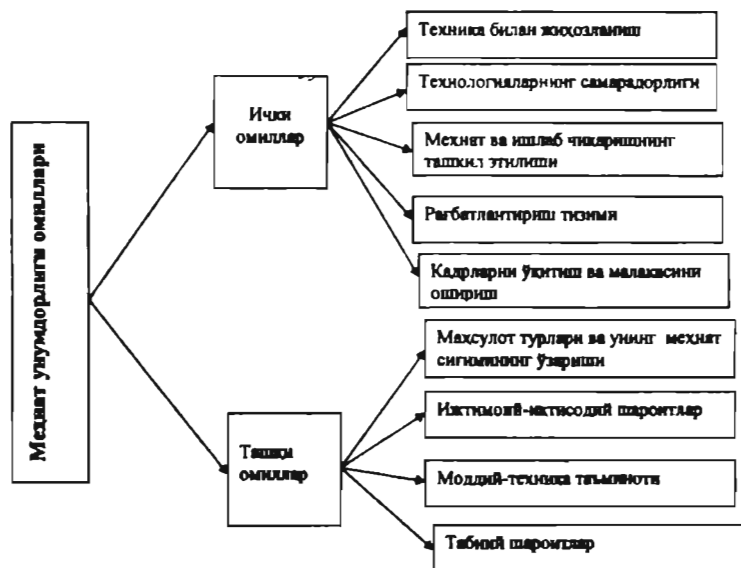 Меҳнат унумдорлиги омиллари
Ички
омиллар
Техника билан жиҳозланиш
Технологияларнинг самарадорлиги
Меҳнат ва ишлаб чиқаришнинг
ташкил этилиши
Рағбатлантириш тизими
Кадрларни ўқитиш ва малакасини
ошириш
Ташқи
омиллар
Маҳсулот турлари ва унинг меҳнат
сиғимининг ўзариши
Ижтимоий-иқтисодий шароитлар
Моддий-техника таъминоти
Табиий шароитлар